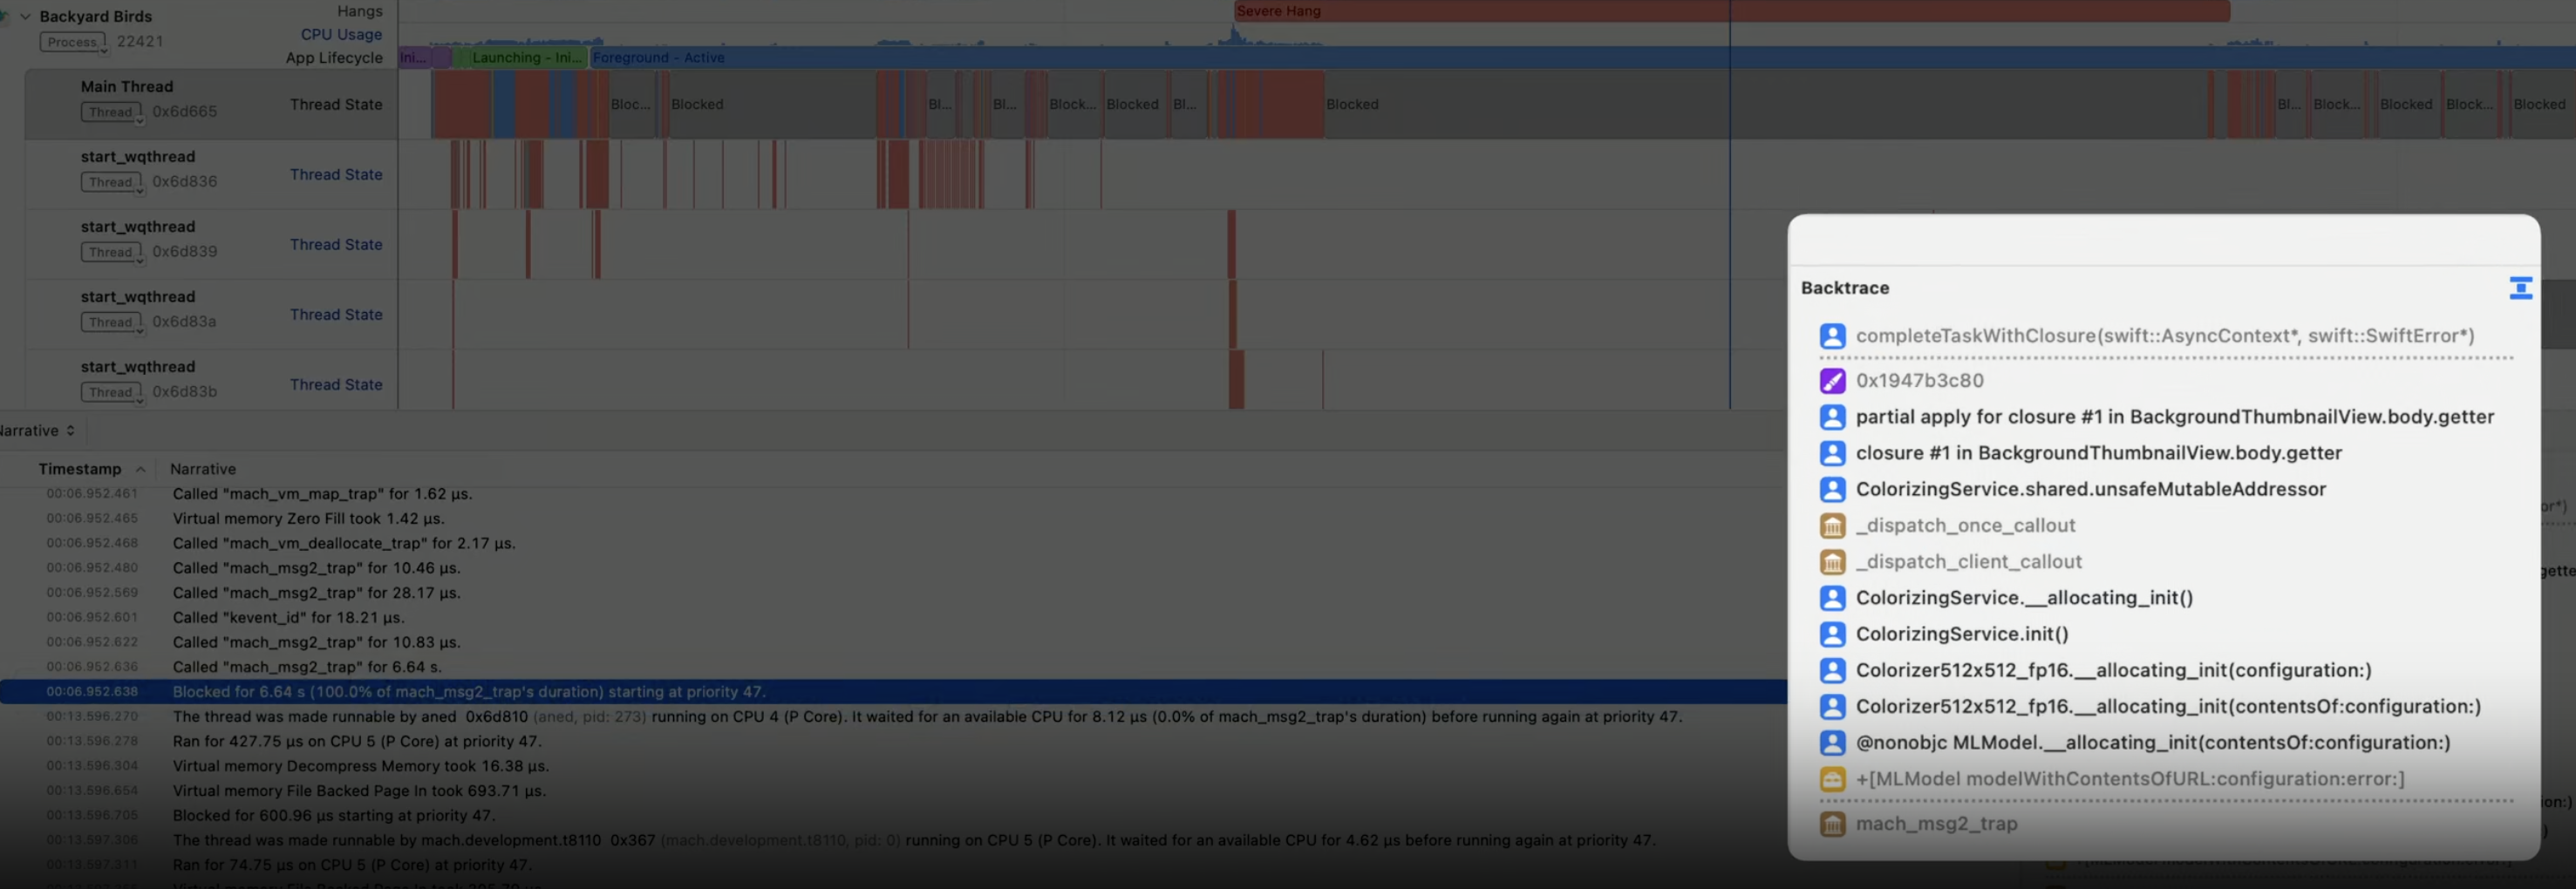 Backyard Birds
Process 22421
Hangs
CPU Usage
App Lifecycle
Severe Hang
Ini...
Launching - Ini...
Foreground - Active
Main Thread
Thread 0x6d665
Thread State
Bloc...
Blocked
Bl...
Bl...
Block...
Blocked
Bl...
Blocked
Bl...
Block...
Blocked
Block...
Blocked
start_wqthread
Thread 0x6d836
Thread State
start_wqthread
Thread 0x6d839
Thread State
start_wqthread
Thread 0x6d83a
Thread State
start_wqthread
Thread 0x6d83b
Thread State
Narrative
Timestamp Narrative
00:06.952.461 Called "mach_vm_map_trap" for 1.62 µs.
00:06.952.465 Virtual memory Zero Fill took 1.42 µs.
00:06.952.468 Called "mach_vm_deallocate_trap" for 2.17 µs.
00:06.952.480 Called "mach_msg2_trap" for 10.46 µs.
00:06.952.569 Called "mach_msg2_trap" for 28.17 µs.
00:06.952.601 Called "kevent_id" for 18.21 µs.
00:06.952.622 Called "mach_msg2_trap" for 10.83 µs.
00:06.952.636 Called "mach_msg2_trap" for 6.64 s.
00:06.952.638 Blocked for 6.64 s (100.0% of mach_msg2_trap's duration) starting at priority 47.
00:13.596.270 The thread was made runnable by aned 0x6d810 (aned, pid: 273) running on CPU 4 (P Core). It waited for an available CPU for 8.12 µs (0.0% of mach_msg2_trap's duration) before running again at priority 47.
00:13.596.278 Ran for 427.75 µs on CPU 5 (P Core) at priority 47.
00:13.596.304 Virtual memory Decompress Memory took 16.38 µs.
00:13.596.654 Virtual memory File Backed Page In took 693.71 µs.
00:13.596.705 Blocked for 600.96 µs starting at priority 47.
00:13.597.306 The thread was made runnable by mach.development.t8110 0x367 (mach.development.t8110, pid: 0) running on CPU 5 (P Core). It waited for an available CPU for 4.62 µs before running again at priority 47.
00:13.597.311 Ran for 74.75 µs on CPU 5 (P Core) at priority 47.
Backtrace
completeTaskWithClosure(swift::AsyncContext*, swift::SwiftError*)
0x1947b3c80
partial apply for closure #1 in BackgroundThumbnailView.body.getter
closure #1 in BackgroundThumbnailView.body.getter
ColorizingService.shared.unsafeMutableAddressor
_dispatch_once_callout
_dispatch_client_callout
ColorizingService.__allocating_init()
ColorizingService.init()
Colorizer512x512_fp16.__allocating_init(configuration:)
Colorizer512x512_fp16.__allocating_init(contentsOf:configuration:)
@nonobjc MLModel.__allocating_init(contentsOf:configuration:)
+[MLModel modelWithContentsOfURL:configuration:error:]
mach_msg2_trap